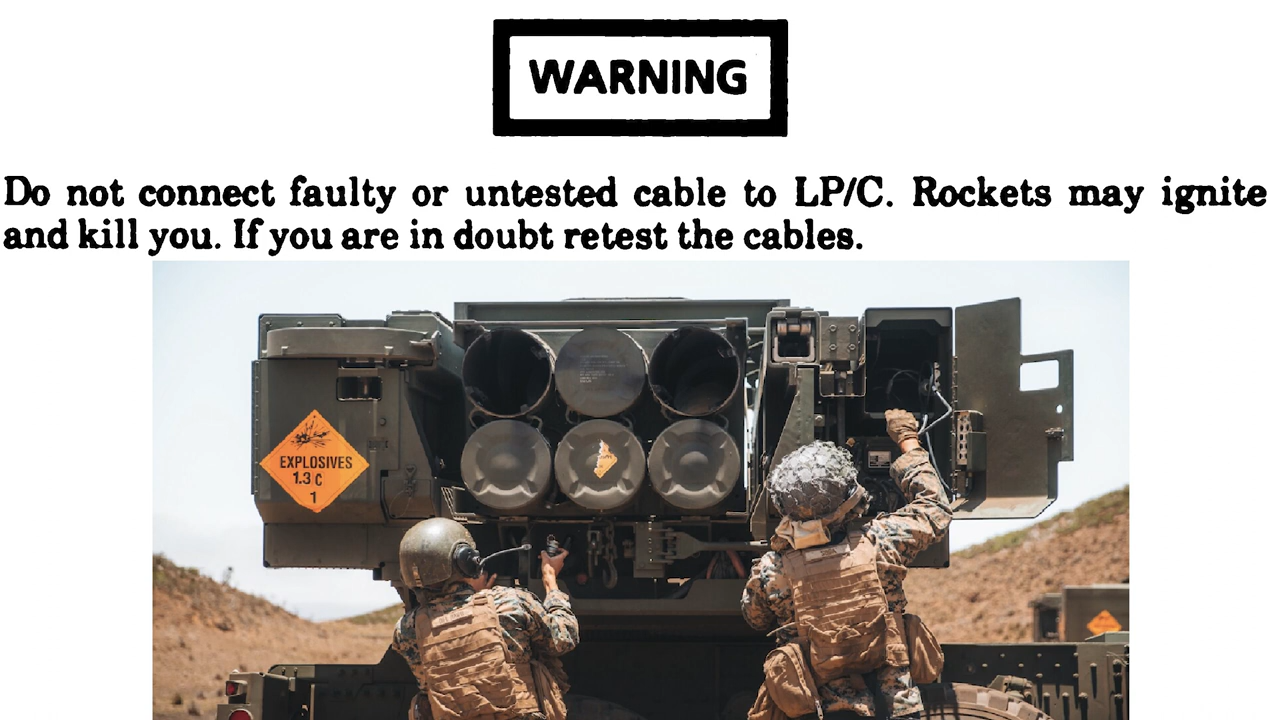 WARNING
Do not connect faulty or untested cable to LP/C. Rockets may ignite
and kill you. If you are in doubt retest the cables.
EXPLOSIVES
1.3 C
1